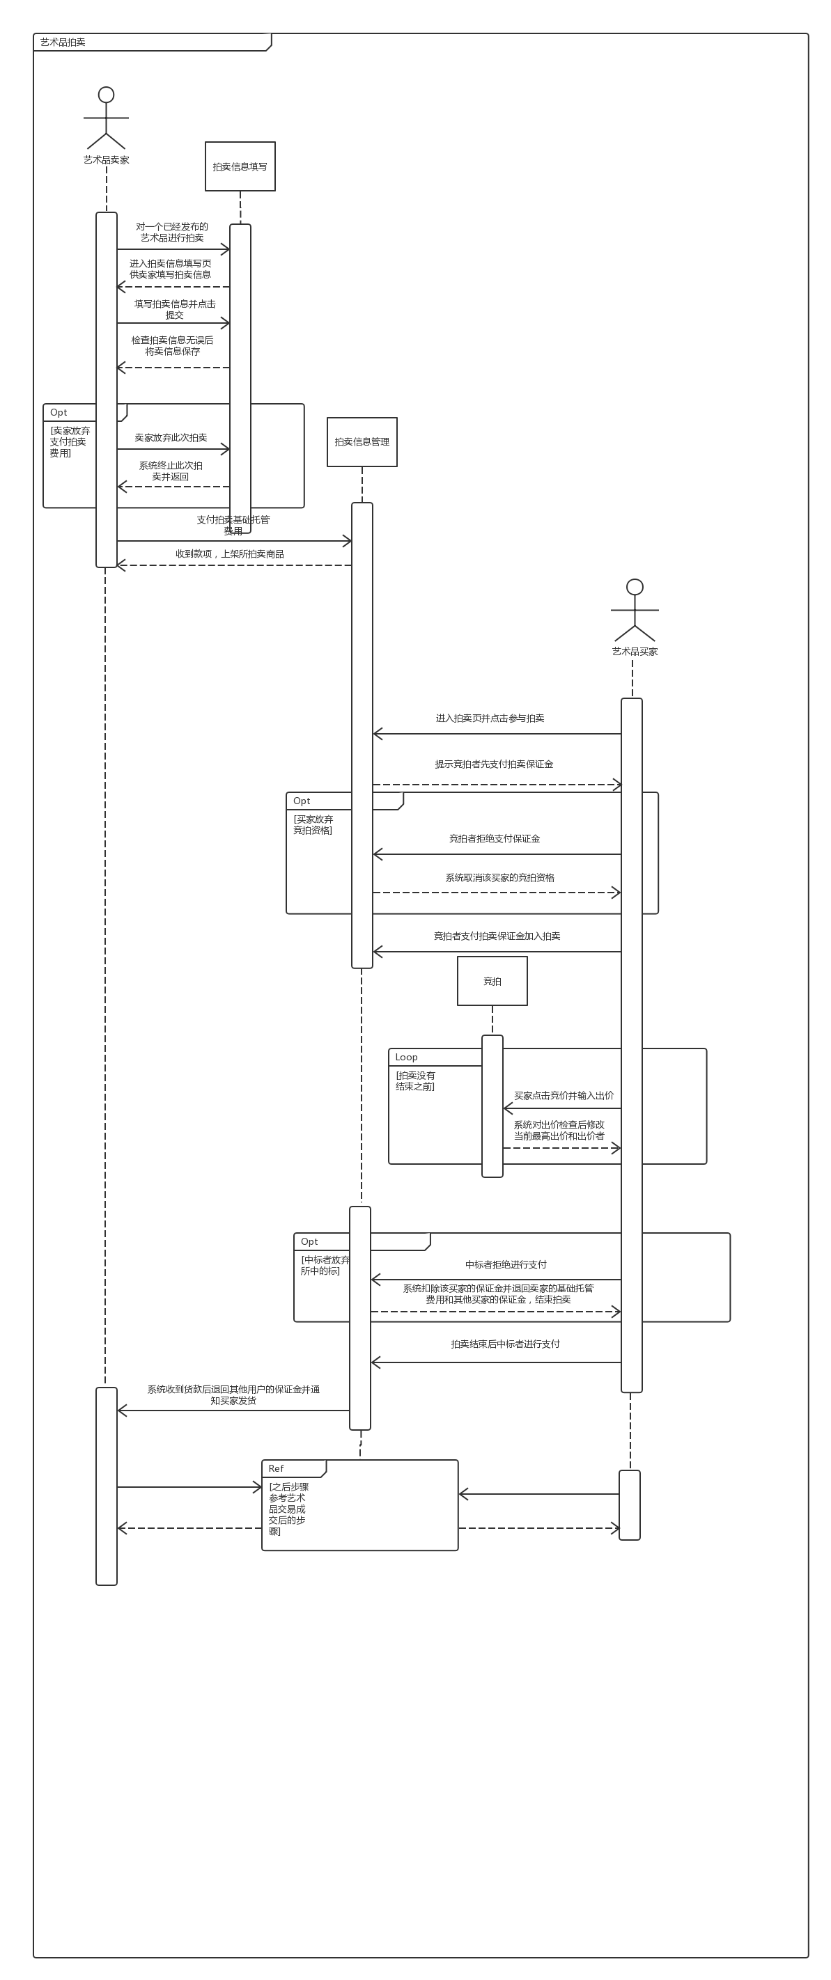 艺术品拍卖
艺术品卖家
拍卖信息填写
对一个已经发布的
艺术品进行拍卖
进入拍卖信息填写页
供卖家填写拍卖信息
填写拍卖信息并点击
提交
检查拍卖信息无误后
将卖信息保存
Opt
[卖家放弃
支付拍卖
费用]
卖家放弃此次拍卖
系统终止此次拍
卖并返回
拍卖信息管理
支付拍卖基础托管
费用
收到款项，上架所拍卖商品
艺术品买家
进入拍卖页并点击参与拍卖
提示竞拍者先支付拍卖保证金
Opt
[买家放弃
竞拍资格]
竞拍者拒绝支付保证金
系统取消该买家的竞拍资格
竞拍者支付拍卖保证金加入拍卖
竞拍
Loop
[拍卖没有
结束之前]
买家点击竞价并输入出价
系统对出价检查后修改
当前最高出价和出价者
Opt
[中标者放弃
所中的标]
中标者拒绝进行支付
系统扣除该买家的保证金并退回卖家的基础托管
费用和其他买家的保证金，结束拍卖
拍卖结束后中标者进行支付
系统收到货款后退回其他用户的保证金并通
知买家发货
Ref
[之后步骤
参考艺术
品交易成
交后的步
骤]